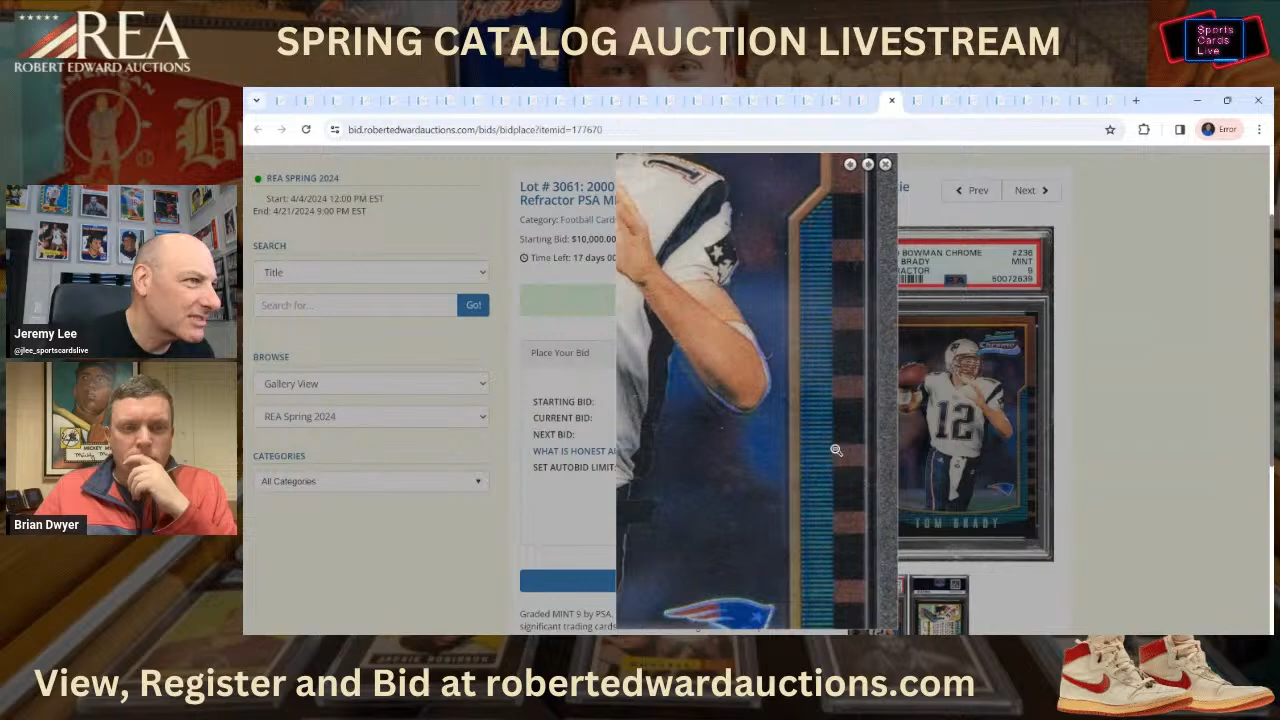 ★★★★★
REA
ROBERT EDWARD AUCTIONS
SPRING CATALOG AUCTION LIVESTREAM
Sports
Cards
Live
bid.robertedwardauctions.com/bids/bidplace?itemid=177670
Error
REA SPRING 2024
Start: 4/4/2024 12:00 PM EST
End: 4/21/2024 9:00 PM EST
SEARCH
Title
Search for...
Go!
BROWSE
Gallery View
REA Spring 2024
CATEGORIES
All Categories
Lot # 3061: 2000
Refractor PSA
Category: Football Card
Starting Bid: $10,000.00
Time Left: 17 days
Place Your Bid
STARTING BID:
CURRENT BID:
NEXT BID:
WHAT IS HONEST
SET AUTOBID LIMIT:
Graded MINT 9 by PSA.
significant trading cards
Prev
Next
BOWMAN CHROME #236
BRADY MINT
9
50072639
REA
Chrome
12
TOM BRADY
Jeremy Lee
@jlee_sportscardslive
Brian Dwyer
JACKIE ROBINSON
View, Register and Bid at robertedwardauctions.com